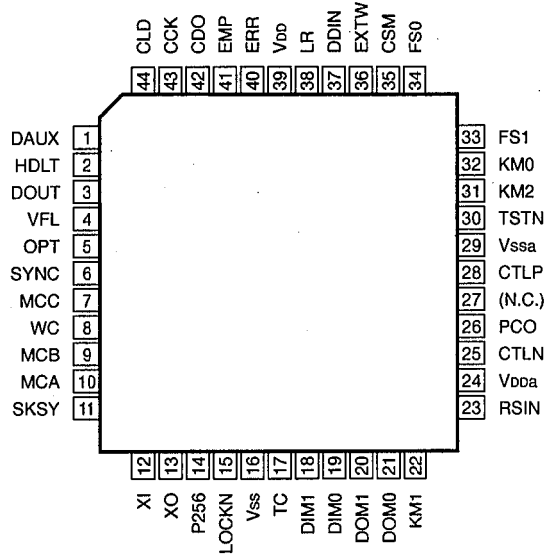 CLD CCK CDO EMP ERR VDD LR DDIN EXTW CSM FS0
44 43 42 41 40 39 38 37 36 35 34
DAUX 1
HDLT 2
DOUT 3
VFL 4
OPT 5
SYNC 6
MCC 7
WC 8
MCB 9
MCA 10
SKSY 11
33 FS1
32 KM0
31 KM2
30 TSTN
29 Vssa
28 CTLP
27 (N.C.)
26 PCO
25 CTLN
24 VDDa
23 RSIN
12 13 14 15 16 17 18 19 20 21 22
XI XO P256 LOCKN Vss TC DIM1 DIM0 DOM1 DOM0 KM1